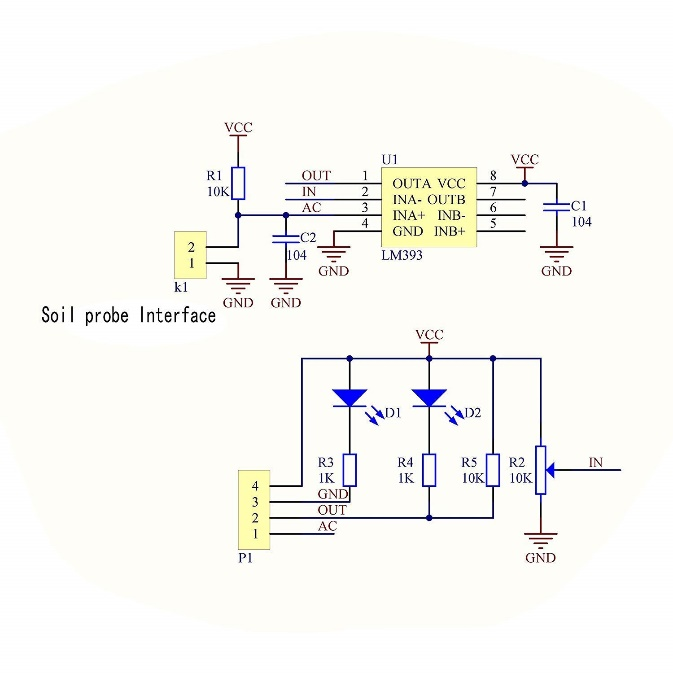 VCC
R1
10K
OUT
IN
AC
1
2
3
4
U1
OUTA VCC
INA- OUTB
INA+ INB-
GND INB+
LM393
8
7
6
5
VCC
C1
104
GND
C2
104
GND
2
1
k1
GND
GND
Soil probe Interface
VCC
D1
D2
R3
1K
R4
1K
R5
10K
R2
10K
IN
4
3
2
1
GND
OUT
AC
P1
GND